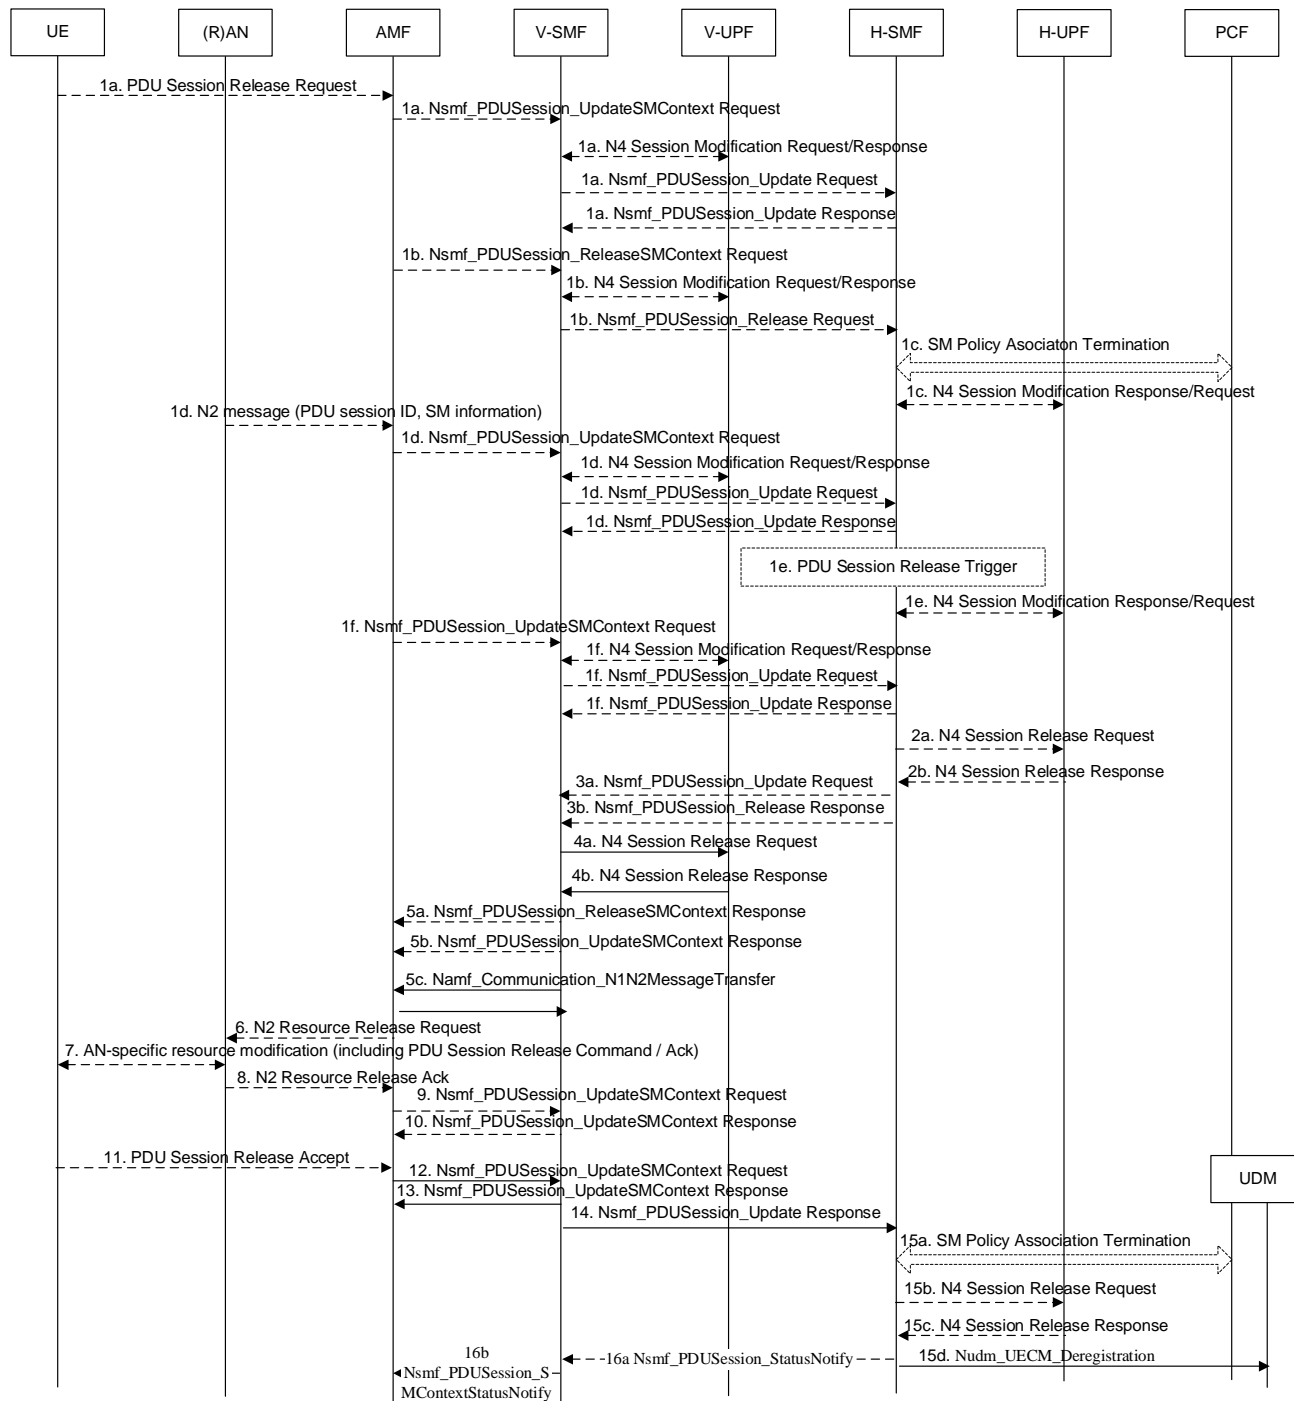 UE
(R)AN
AMF
V-SMF
V-UPF
H-SMF
H-UPF
PCF
1a. PDU Session Release Request
1a. Nsmf_PDUSession_UpdateSMContext Request
1a. N4 Session Modification Request/Response
1a. Nsmf_PDUSession_Update Request
1a. Nsmf_PDUSession_Update Response
1b. Nsmf_PDUSession_ReleaseSMContext Request
1b. N4 Session Modification Request/Response
1b. Nsmf_PDUSession_Release Request
1c. SM Policy Asociaton Termination
1c. N4 Session Modification Response/Request
1d. N2 message (PDU session ID, SM information)
1d. Nsmf_PDUSession_UpdateSMContext Request
1d. N4 Session Modification Request/Response
1d. Nsmf_PDUSession_Update Request
1d. Nsmf_PDUSession_Update Response
1e. PDU Session Release Trigger
1e. N4 Session Modification Response/Request
1f. Nsmf_PDUSession_UpdateSMContext Request
1f. N4 Session Modification Request/Response
1f. Nsmf_PDUSession_Update Request
1f. Nsmf_PDUSession_Update Response
2a. N4 Session Release Request
2b. N4 Session Release Response
3a. Nsmf_PDUSession_Update Request
3b. Nsmf_PDUSession_Release Response
4a. N4 Session Release Request
4b. N4 Session Release Response
5a. Nsmf_PDUSession_ReleaseSMContext Response
5b. Nsmf_PDUSession_UpdateSMContext Response
5c. Namf_Communication_N1N2MessageTransfer
6. N2 Resource Release Request
7. AN-specific resource modification (including PDU Session Release Command / Ack)
8. N2 Resource Release Ack
9. Nsmf_PDUSession_UpdateSMContext Request
10. Nsmf_PDUSession_UpdateSMContext Response
11. PDU Session Release Accept
12. Nsmf_PDUSession_UpdateSMContext Request
UDM
13. Nsmf_PDUSession_UpdateSMContext Response
14. Nsmf_PDUSession_Update Response
15a. SM Policy Association Termination
15b. N4 Session Release Request
15c. N4 Session Release Response
15d. Nudm_UECM_Deregistration
16a Nsmf_PDUSession_StatusNotify
16b
Nsmf_PDUSession_S
MContextStatusNotify